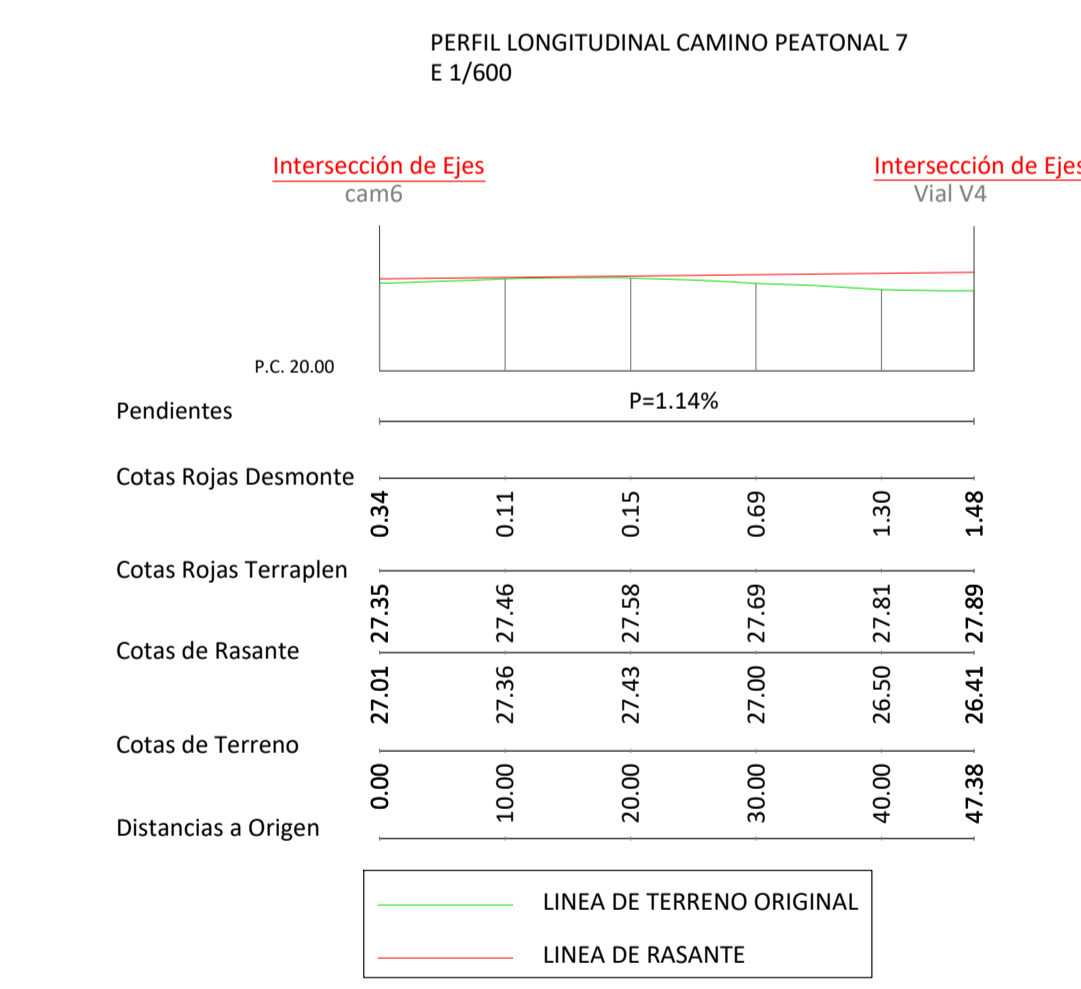 PERFIL LONGITUDINAL CAMINO PEATONAL 7
E 1/600
Intersección de Ejes
cam6
Intersección de Ejes
Vial V4
P.C. 20.00
Pendientes
P=1.14%
Cotas Rojas Desmonte
0.34 0.11 0.15 0.69 1.30 1.48
Cotas Rojas Terraplen
27.35 27.46 27.58 27.69 27.81 27.89
Cotas de Rasante
27.01 27.36 27.43 27.00 26.50 26.41
Cotas de Terreno
0.00 10.00 20.00 30.00 40.00 47.38
Distancias a Origen
LINEA DE TERRENO ORIGINAL
LINEA DE RASANTE